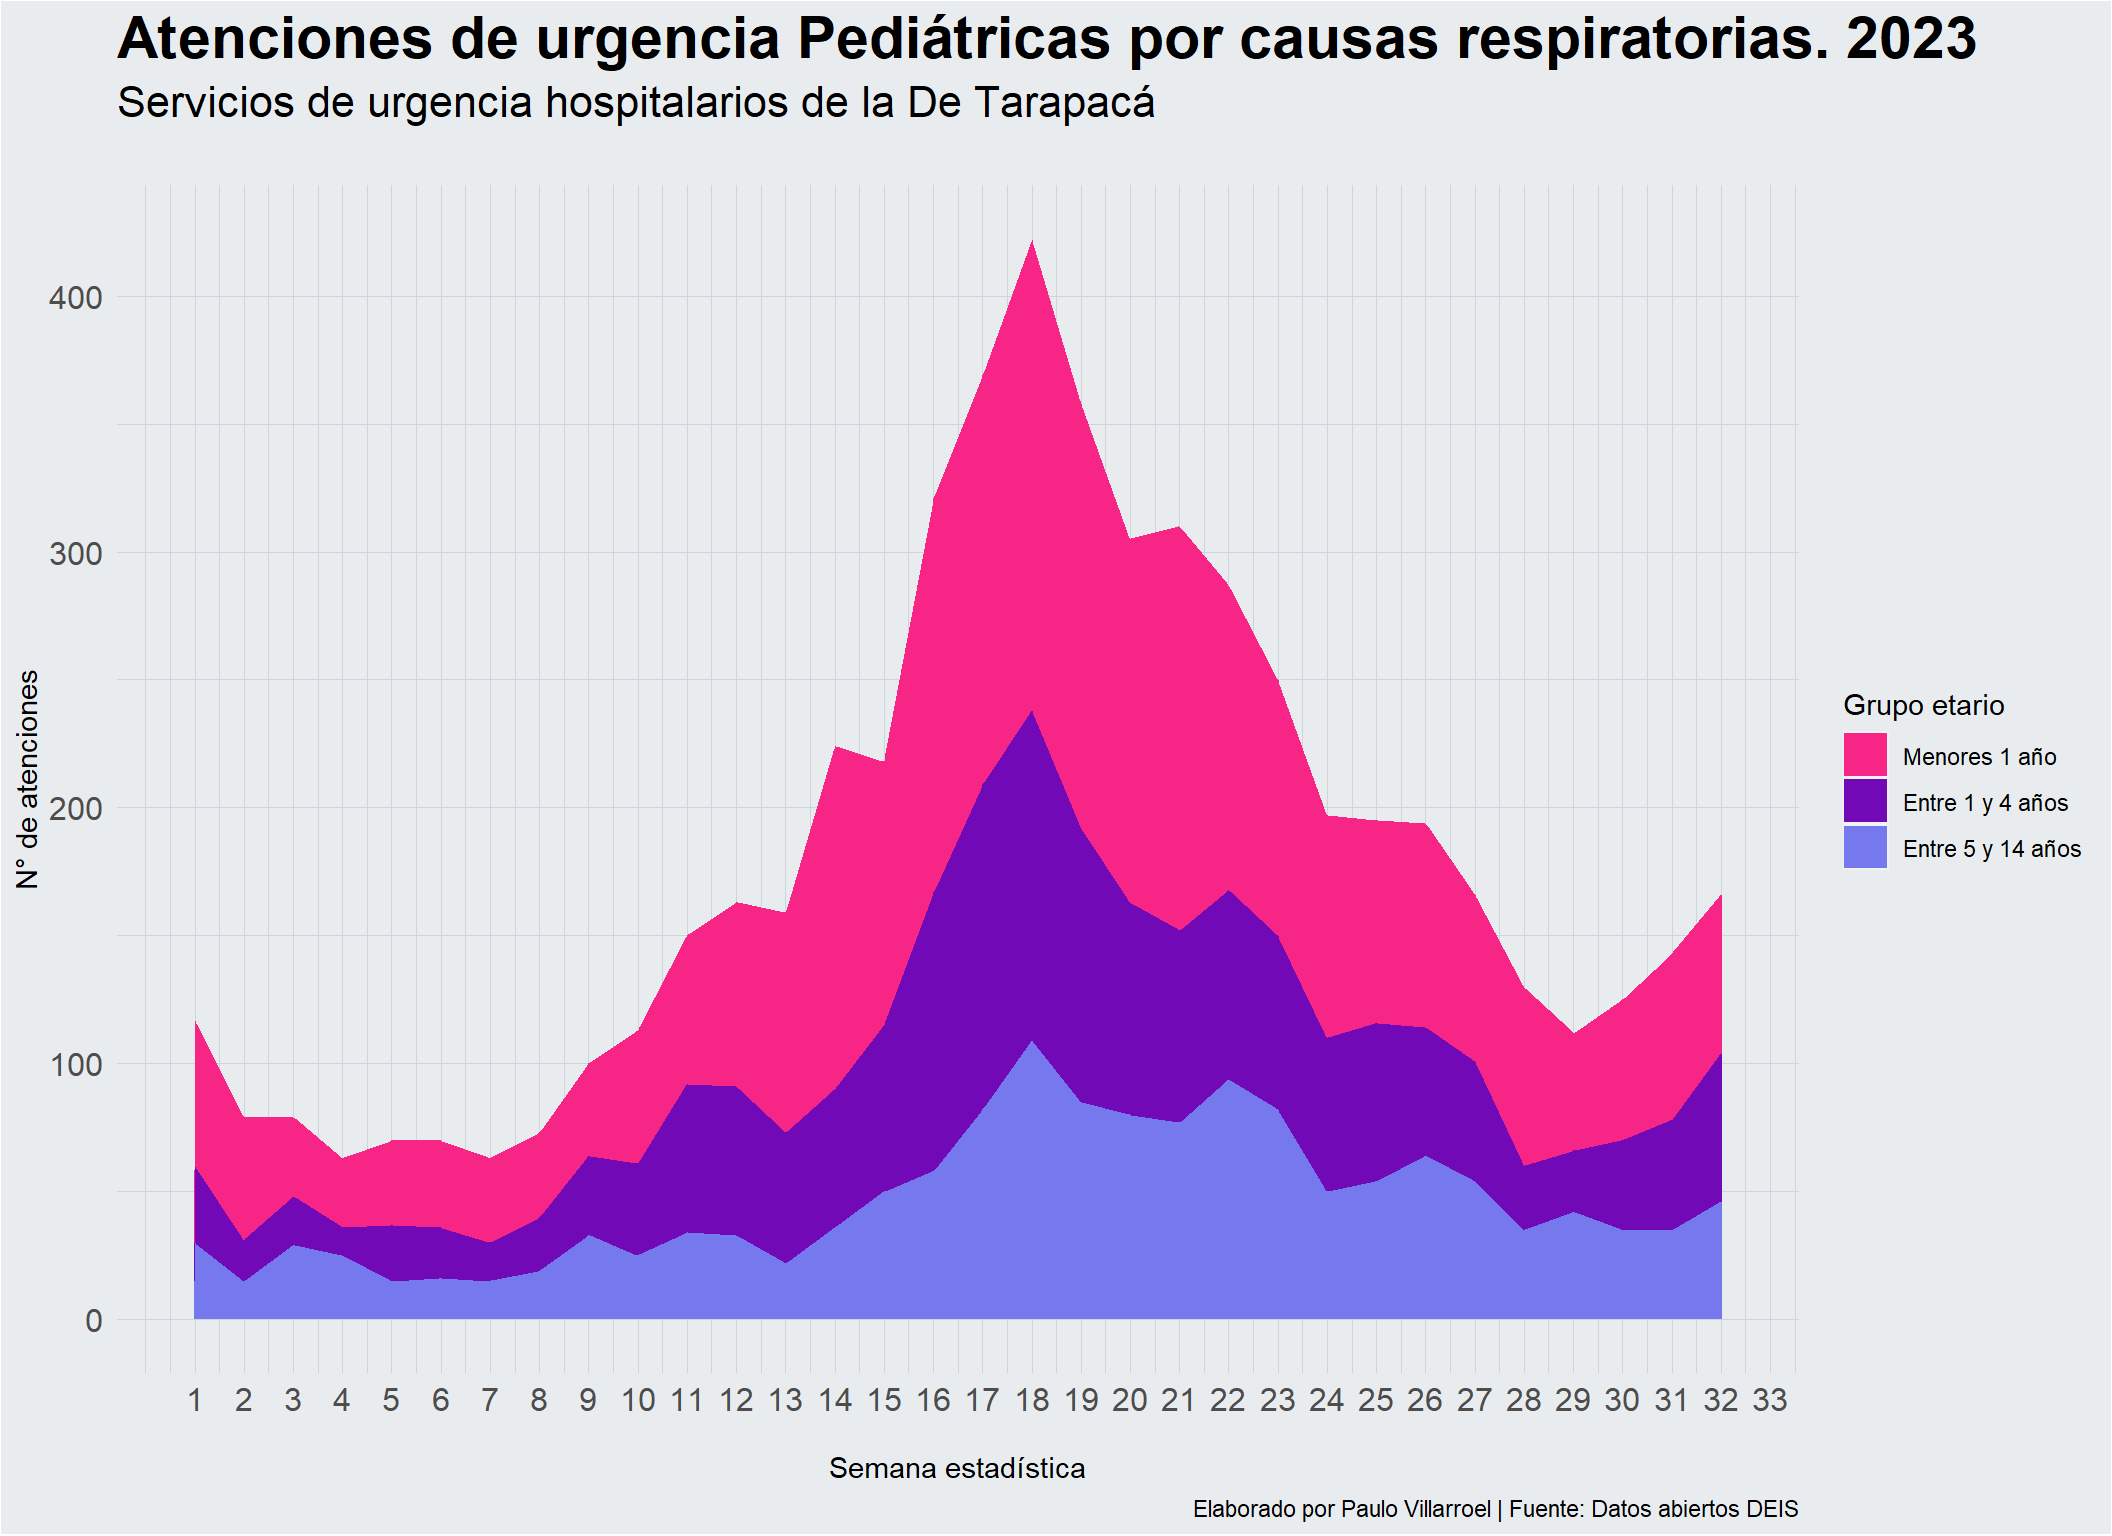 Atenciones de urgencia Pediátricas por causas respiratorias. 2023
Servicios de urgencia hospitalarios de la De Tarapacá
400
300
200
100
0
N° de atenciones
1 2 3 4 5 6 7 8 9 10 11 12 13 14 15 16 17 18 19 20 21 22 23 24 25 26 27 28 29 30 31 32 33
Semana estadística
Grupo etario
Menores 1 año
Entre 1 y 4 años
Entre 5 y 14 años
Elaborado por Paulo Villarroel | Fuente: Datos abiertos DEIS